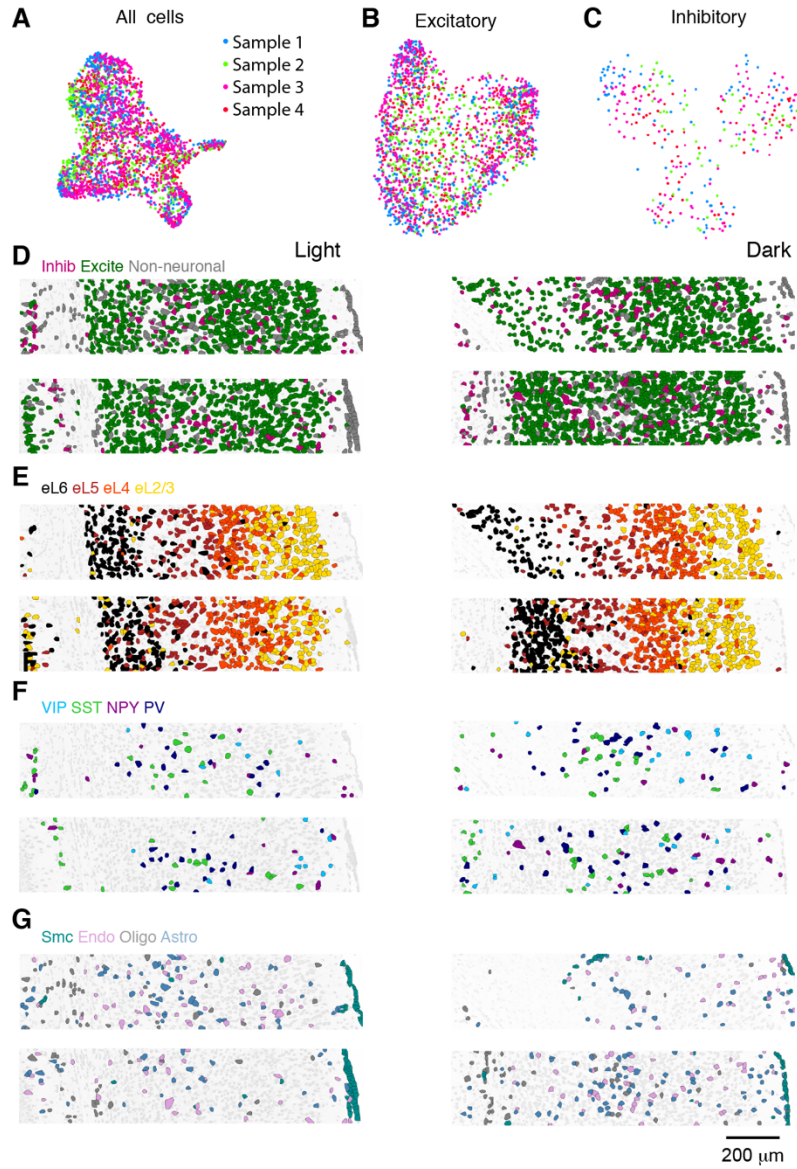 A All cells
Sample 1
Sample 2
Sample 3
Sample 4
B Excitatory
C Inhibitory
Light
Dark
D
Inhib Excite Non-neuronal
E
eL6 eL5 eL4 eL2/3
F
VIP SST NPY PV
G
Smc Endo Oligo Astro
200 μm